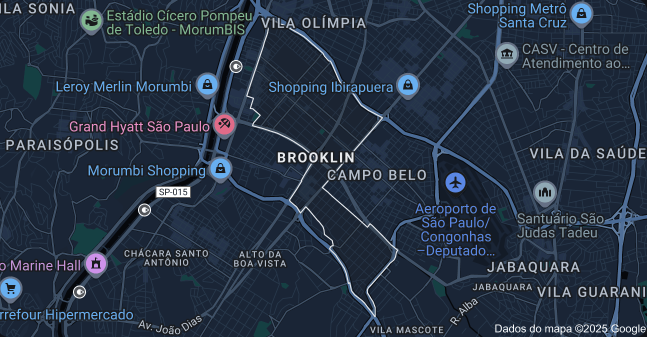 ILA SONIA
Estádio Cícero Pompeu
de Toledo - MorumBIS
VILA OLÍMPIA
Shopping Metrô
Santa Cruz
CASV - Centro de
Atendimento ao...
Leroy Merlin Morumbi
Shopping Ibirapuera
Grand Hyatt São Paulo
PARAISÓPOLIS
BROOKLIN
VILA DA SAÚDE
Morumbi Shopping
CAMPO BELO
SP-015
Aeroporto de
São Paulo/
Congonhas
–Deputado...
Santuário São
Judas Tadeu
CHÁCARA SANTO
ANTÔNIO
ALTO DA
BOA VISTA
o Marine Hall
JABAQUARA
JABAQUARA
VILA GUARANI
R. Alba
rrefour Hipermercado
Av. João Dias
VILA MASCOTE
Dados do mapa ©2025 Google